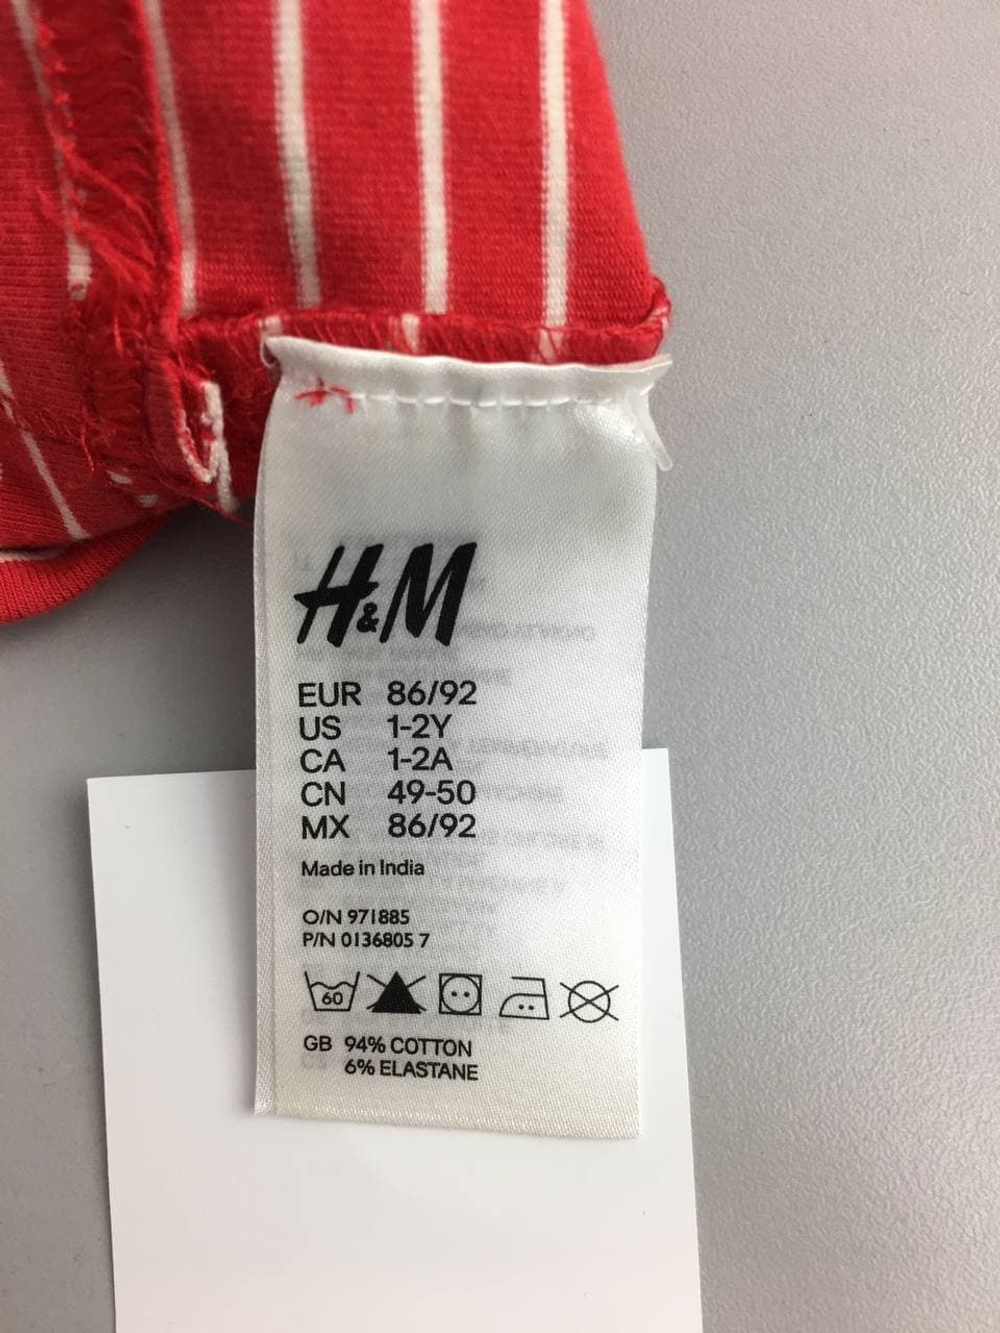 H&M
EUR 86/92
US 1-2Y
CA 1-2A
CN 49-50
MX 86/92
Made in India
O/N 971885
P/N 0136805 7
60
GB 94% COTTON
6% ELASTANE